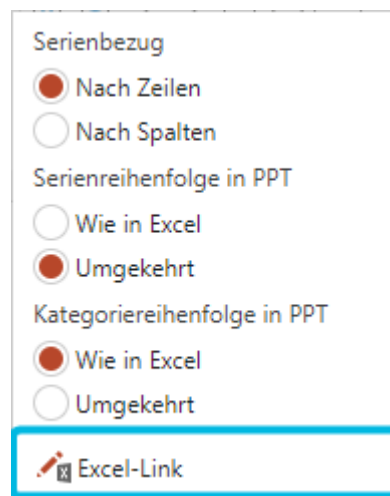 Serienbezug
Nach Zeilen
Nach Spalten
Serienreihenfolge in PPT
Wie in Excel
Umgekehrt
Kategoriereihenfolge in PPT
Wie in Excel
Umgekehrt
Excel-Link